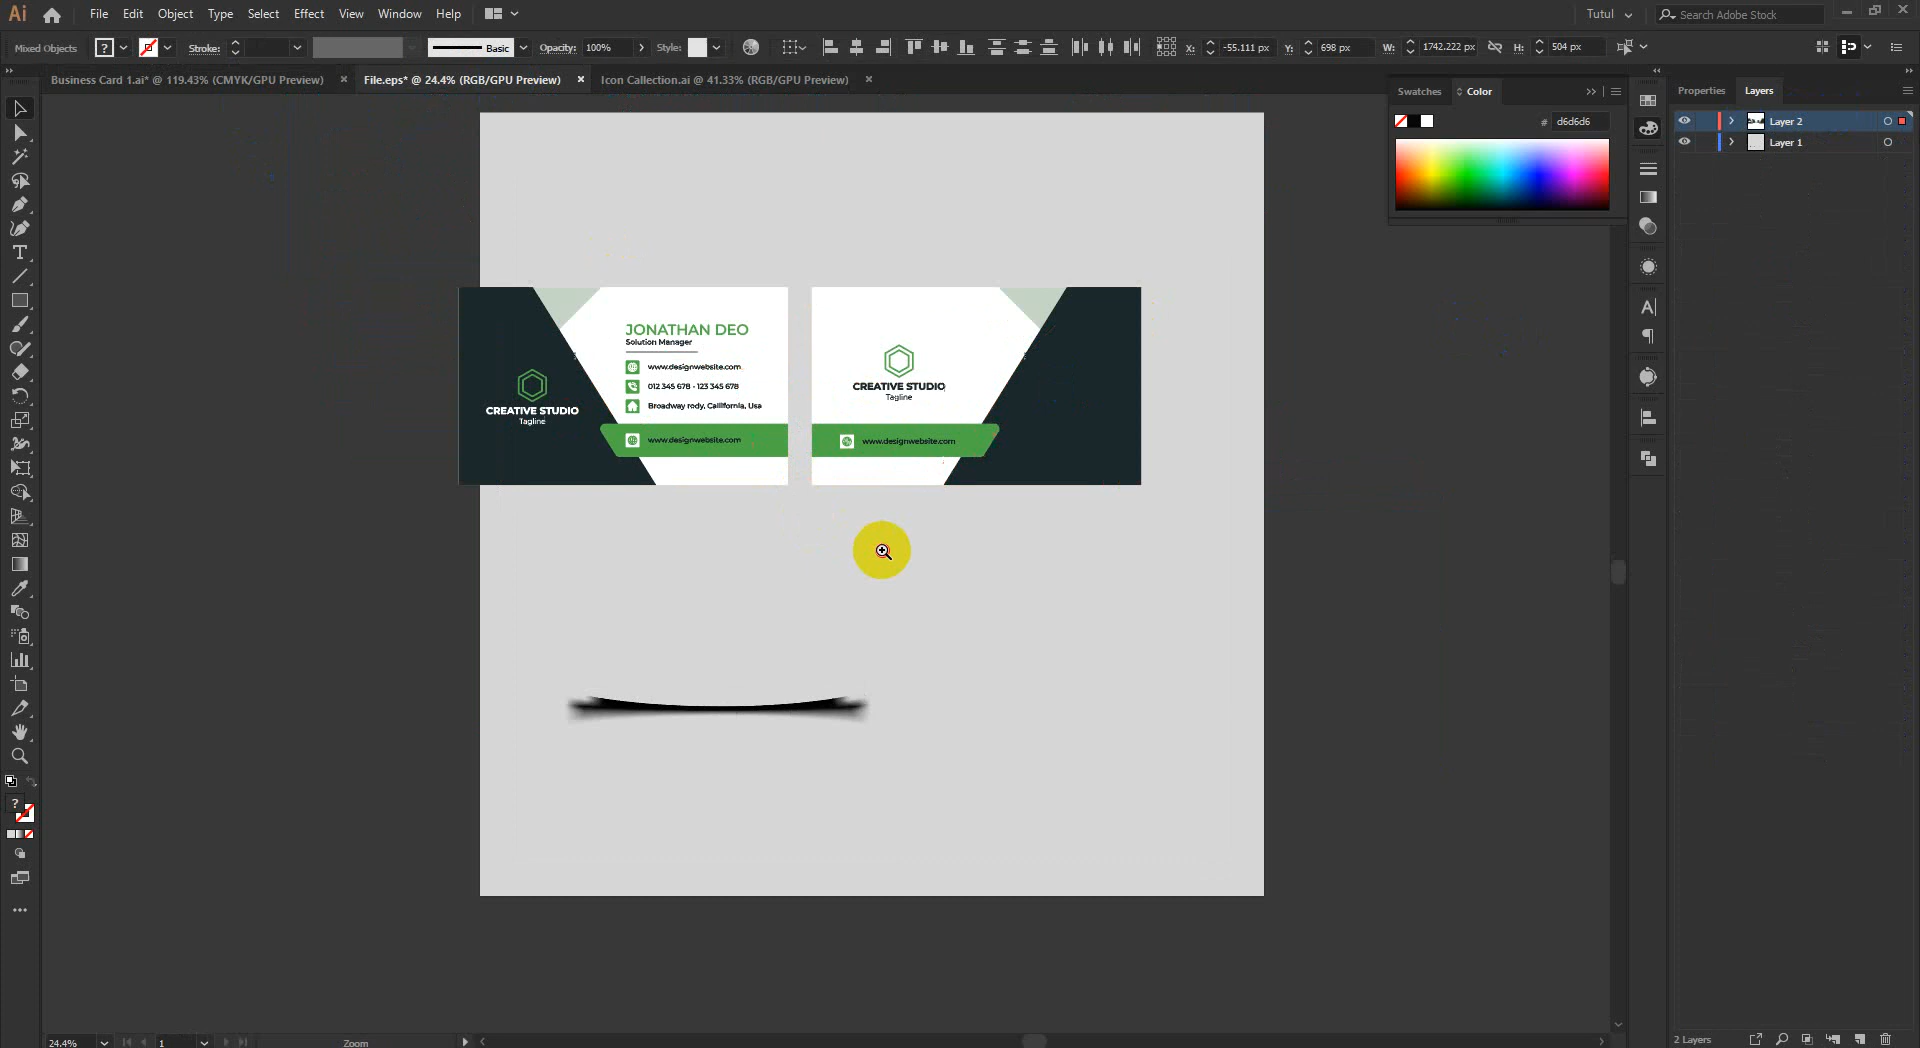 Ai File Edit Object Type Select Effect View Window Help Tutul Search Adobe Stock
Mixed Objects ? Stroke: Basic Opacity: 100% Style: X: -55.111 px Y: 698 px W: 1742.222 px H: 504 px
Business Card 1.ai* @ 119.43% (CMYK/GPU Preview) × File.eps* @ 24.4% (RGB/GPU Preview) × Icon Callection.ai @ 41.33% (RGB/GPU Preview) ×
Swatches Color
# d6d6d6
Properties Layers
Layer 2
Layer 1
JONATHAN DEO
Solution Manager
www.designwebsite.com
012 345 678 - 123 345 678
Broadway rody, Callifornia, Usa
www.designwebsite.com
CREATIVE STUDIO
Tagline
CREATIVE STUDIO
Tagline
www.designwebsite.com
?
24.4% 1 Zoom
2 Layers